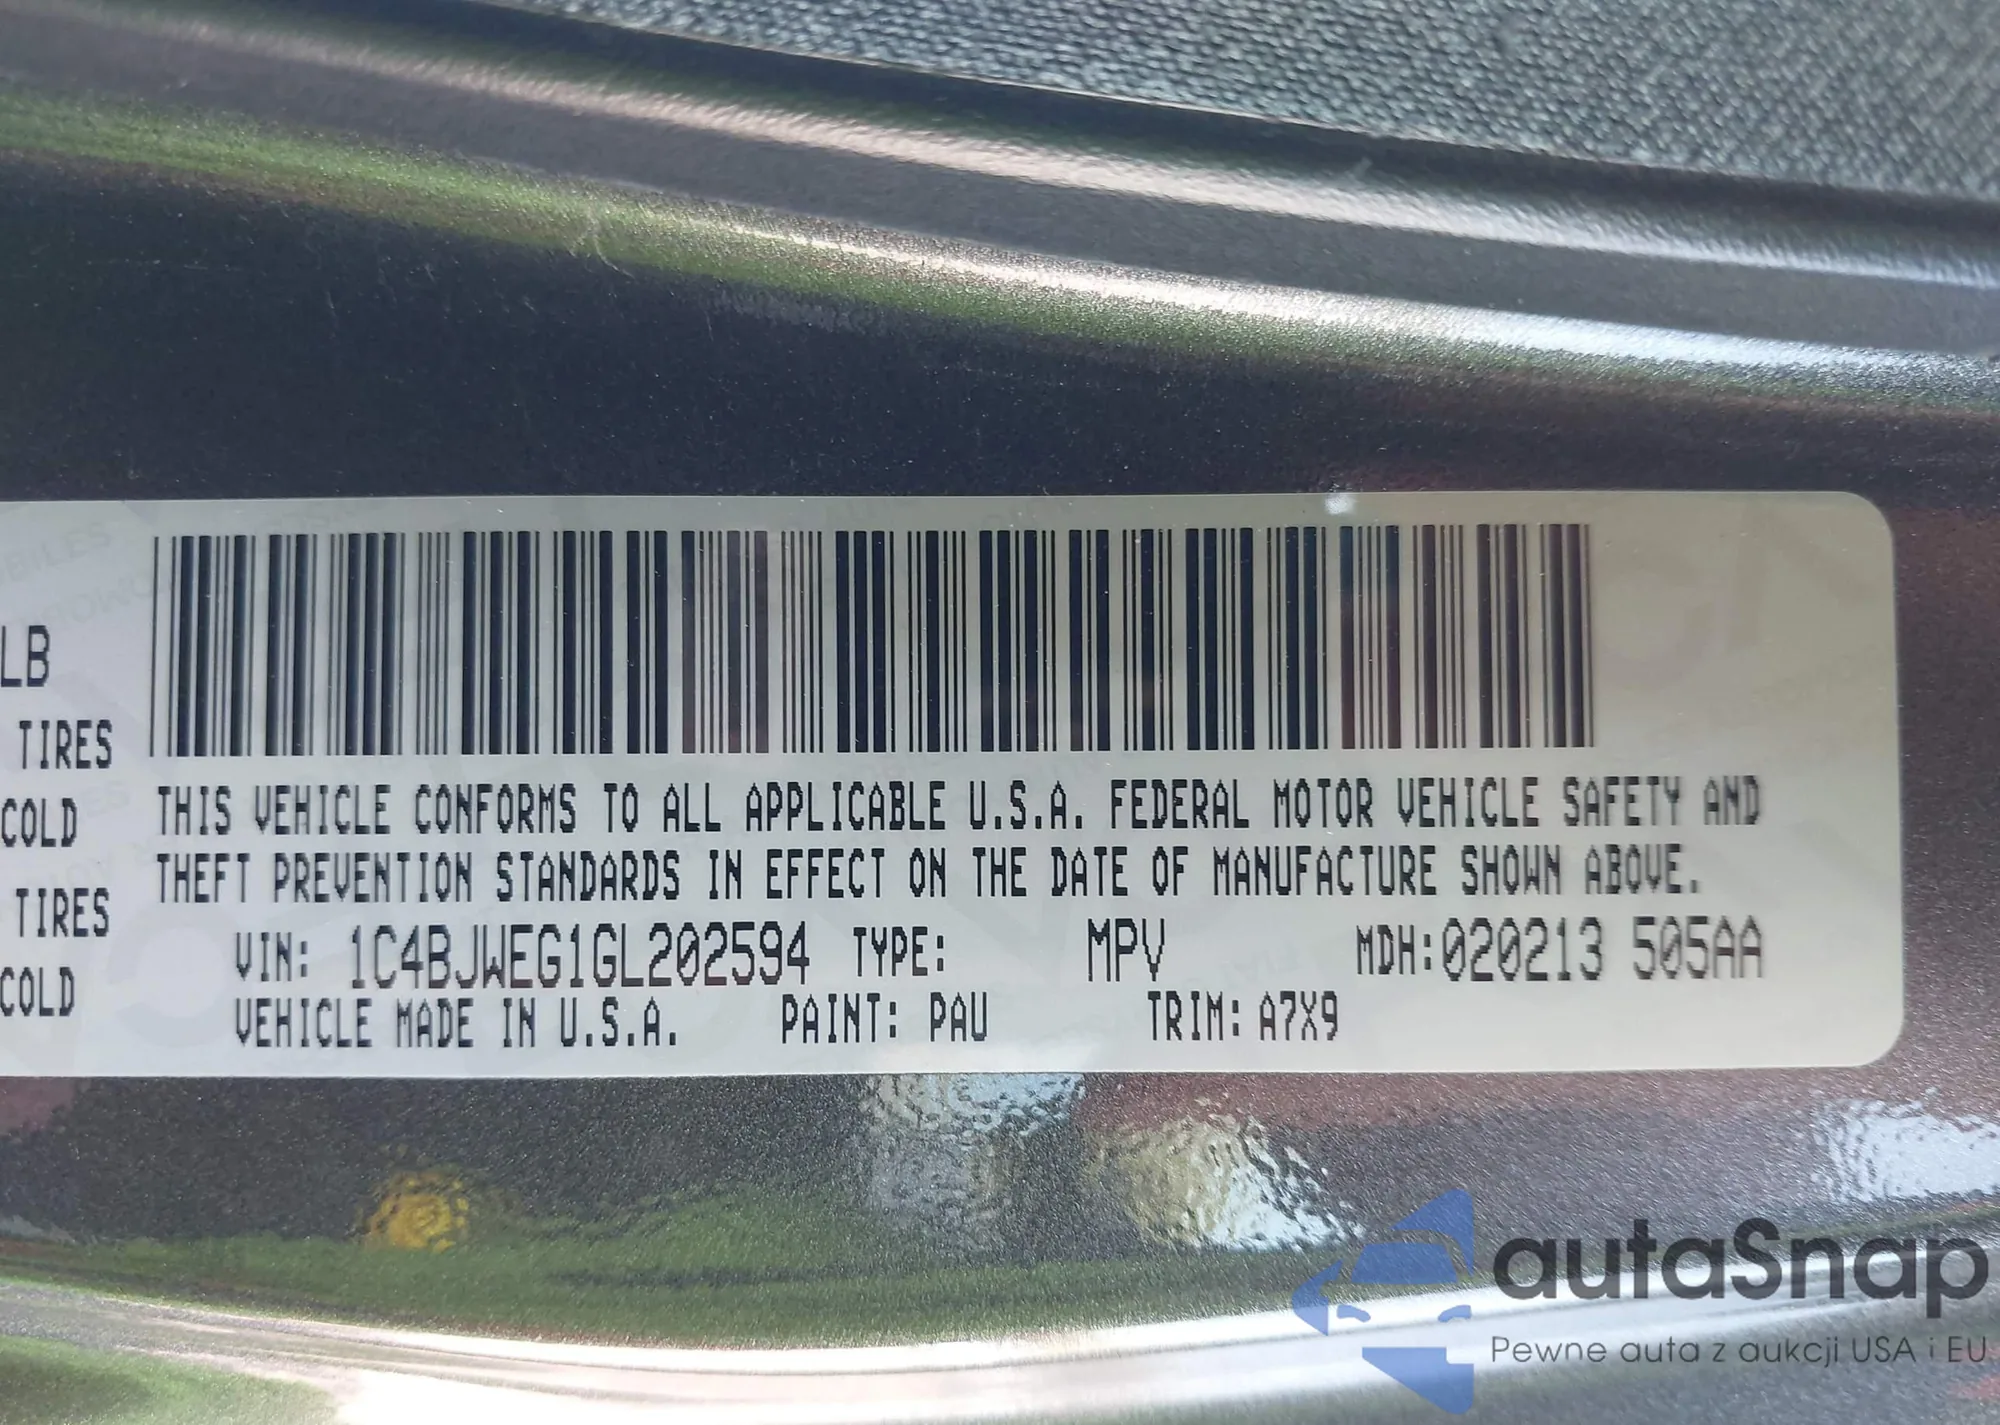 LB
TIRES
COLD
TIRES
COLD
THIS VEHICLE CONFORMS TO ALL APPLICABLE U.S.A. FEDERAL MOTOR VEHICLE SAFETY AND
THEFT PREVENTION STANDARDS IN EFFECT ON THE DATE OF MANUFACTURE SHOWN ABOVE.
VIN: 1C4BJWEG1GL202594 TYPE: MPV MDH:020213 505AA
VEHICLE MADE IN U.S.A. PAINT: PAU TRIM: A7X9
autaSnap
Pewne auta z aukcji USA i EU